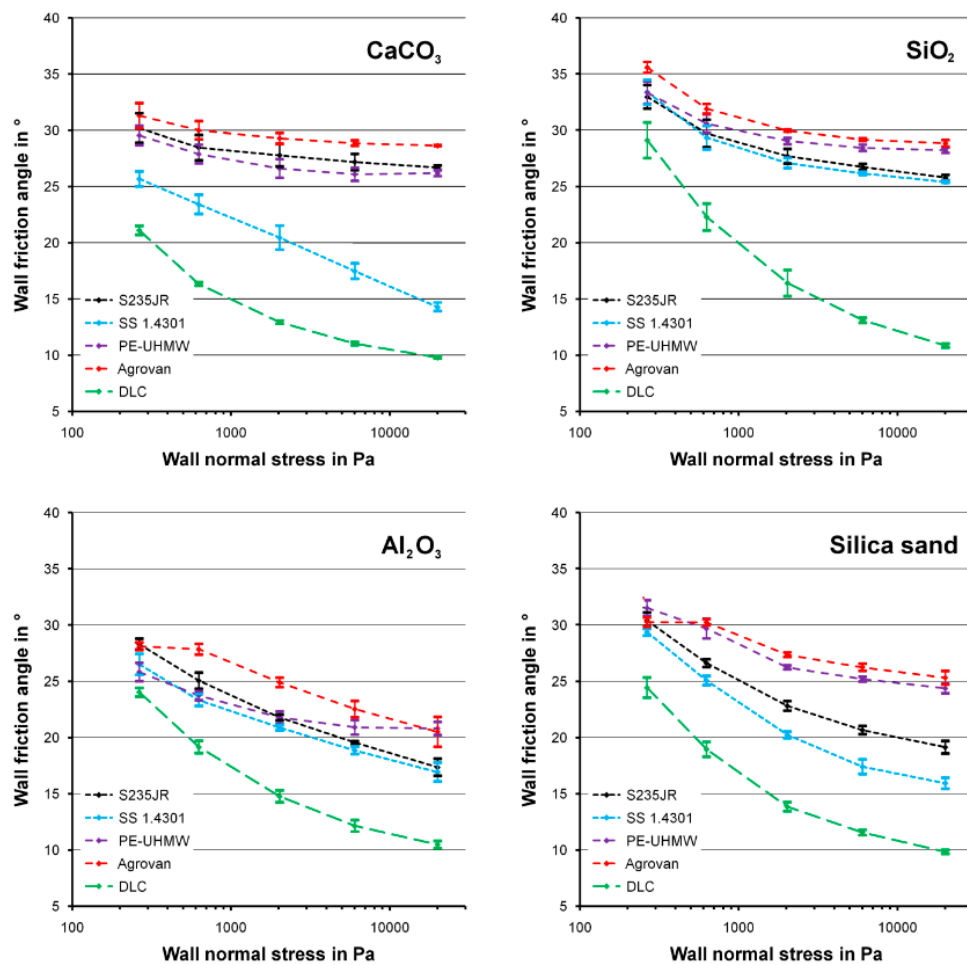 CaCO₃
40
35
30
25
20
15
10
5
Wall friction angle in °
S235JR
SS 1.4301
PE-UHMW
Agrovan
DLC
100
1000
10000
Wall normal stress in Pa
SiO₂
40
35
30
25
20
15
10
5
Wall friction angle in °
S235JR
SS 1.4301
PE-UHMW
Agrovan
DLC
100
1000
10000
Wall normal stress in Pa
Al₂O₃
40
35
30
25
20
15
10
5
Wall friction angle in °
S235JR
SS 1.4301
PE-UHMW
Agrovan
DLC
100
1000
10000
Wall normal stress in Pa
Silica sand
40
35
30
25
20
15
10
5
Wall friction angle in °
S235JR
SS 1.4301
PE-UHMW
Agrovan
DLC
100
1000
10000
Wall normal stress in Pa